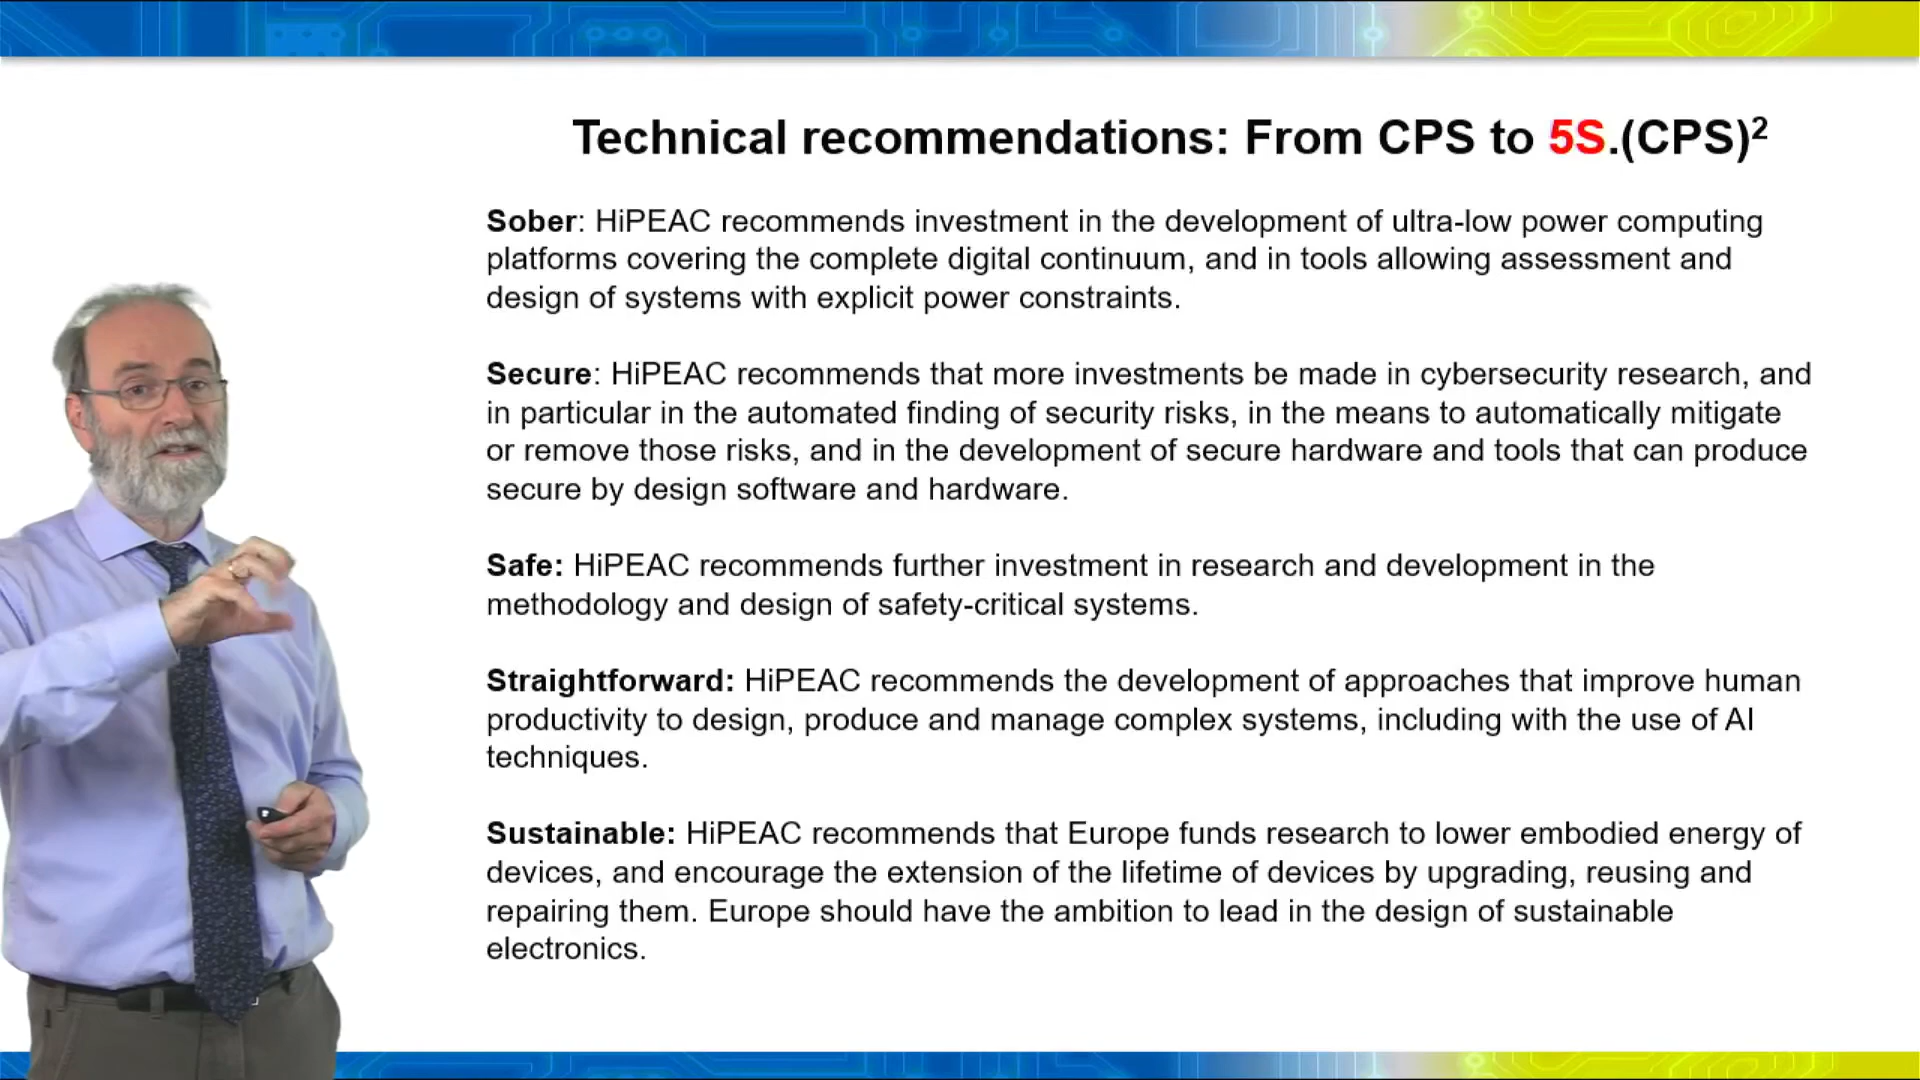 Technical recommendations: From CPS to 5S.(CPS)²
Sober: HiPEAC recommends investment in the development of ultra-low power computing
platforms covering the complete digital continuum, and in tools allowing assessment and
design of systems with explicit power constraints.
Secure: HiPEAC recommends that more investments be made in cybersecurity research, and
in particular in the automated finding of security risks, in the means to automatically mitigate
or remove those risks, and in the development of secure hardware and tools that can produce
secure by design software and hardware.
Safe: HiPEAC recommends further investment in research and development in the
methodology and design of safety-critical systems.
Straightforward: HiPEAC recommends the development of approaches that improve human
productivity to design, produce and manage complex systems, including with the use of AI
techniques.
Sustainable: HiPEAC recommends that Europe funds research to lower embodied energy of
devices, and encourage the extension of the lifetime of devices by upgrading, reusing and
repairing them. Europe should have the ambition to lead in the design of sustainable
electronics.